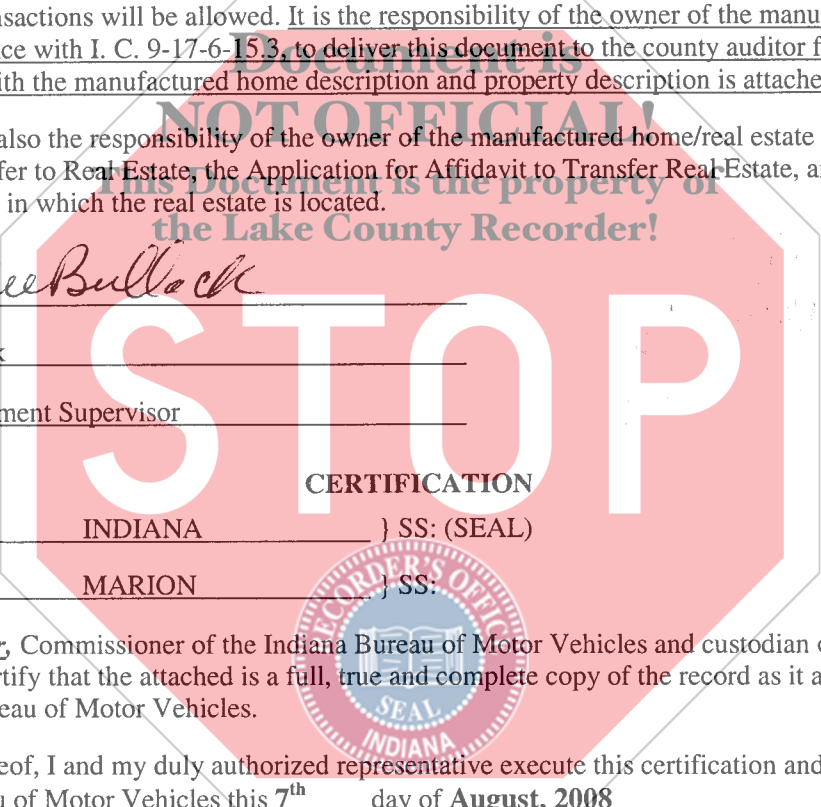 nsactions will be allowed. It is the responsibility of the owner of the manu
ce with I. C. 9-17-6-15.3, to deliver this document to the county auditor f
ith the manufactured home description and property description is attache
Document is
NOT OFFICIAL!
This Document is the property of
the Lake County Recorder!
also the responsibility of the owner of the manufactured home/real estate
fer to Real Estate, the Application for Affidavit to Transfer Real Estate, a
in which the real estate is located.
ee Bullock
STOP
k
ment Supervisor
CERTIFICATION
INDIANA } SS: (SEAL)
MARION } SS:
RECORDER'S OFFICE
SEAL
INDIANA
r, Commissioner of the Indiana Bureau of Motor Vehicles and custodian o
rtify that the attached is a full, true and complete copy of the record as it a
eau of Motor Vehicles.
eof, I and my duly authorized representative execute this certification and
u of Motor Vehicles this 7th day of August, 2008